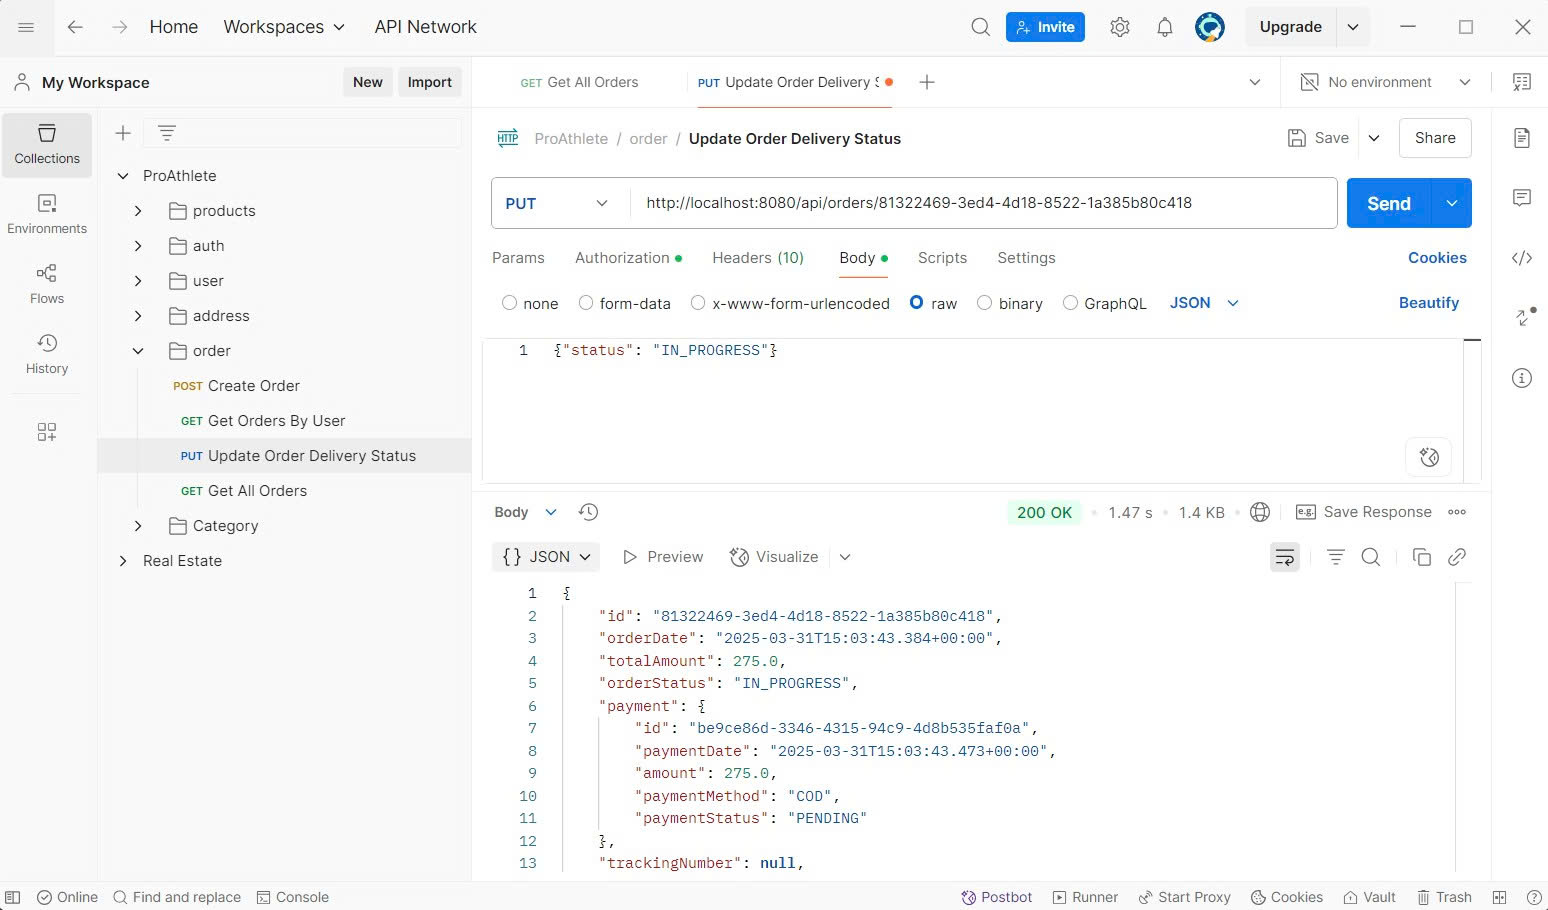 Home Workspaces API Network Invite Upgrade
My Workspace New Import GET Get All Orders PUT Update Order Delivery S No environment
Collections
Environments
Flows
History
ProAthlete
products
auth
user
address
order
POST Create Order
GET Get Orders By User
PUT Update Order Delivery Status
GET Get All Orders
Category
Real Estate
HTTP ProAthlete / order / Update Order Delivery Status Save Share
PUT http://localhost:8080/api/orders/81322469-3ed4-4d18-8522-1a385b80c418 Send
Params Authorization Headers (10) Body Scripts Settings Cookies
none form-data x-www-form-urlencoded raw binary GraphQL JSON Beautify
1 {"status": "IN_PROGRESS"}
Body 200 OK 1.47 s 1.4 KB e.g. Save Response
{} JSON Preview Visualize
1 {
2 "id": "81322469-3ed4-4d18-8522-1a385b80c418",
3 "orderDate": "2025-03-31T15:03:43.384+00:00",
4 "totalAmount": 275.0,
5 "orderStatus": "IN_PROGRESS",
6 "payment": {
7 "id": "be9ce86d-3346-4315-94c9-4d8b535faf0a",
8 "paymentDate": "2025-03-31T15:03:43.473+00:00",
9 "amount": 275.0,
10 "paymentMethod": "COD",
11 "paymentStatus": "PENDING"
12 },
13 "trackingNumber": null,
Online Find and replace Console Postbot Runner Start Proxy Cookies Vault Trash